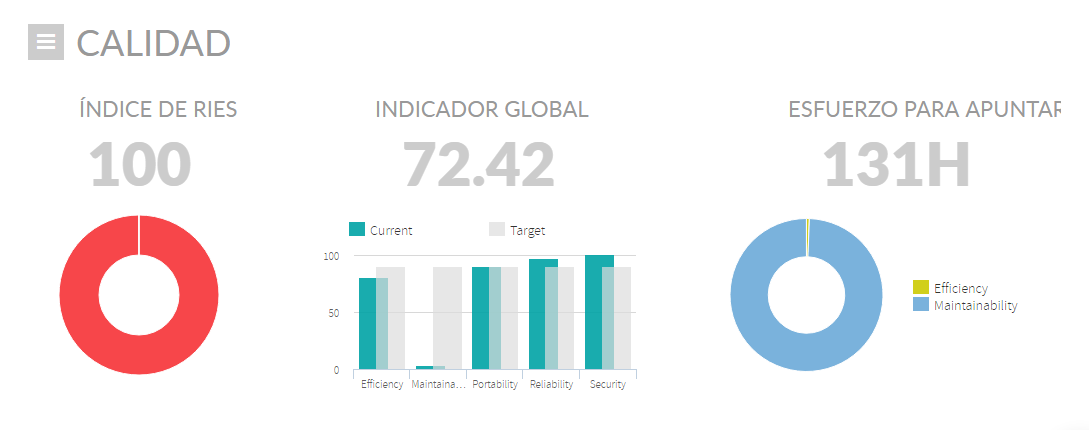 CALIDAD
ÍNDICE DE RIES
100
INDICADOR GLOBAL
72.42
Current
Target
100
50
0
Efficiency
Maintaina...
Portability
Reliability
Security
ESFUERZO PARA APUNTAR
131H
Efficiency
Maintainability